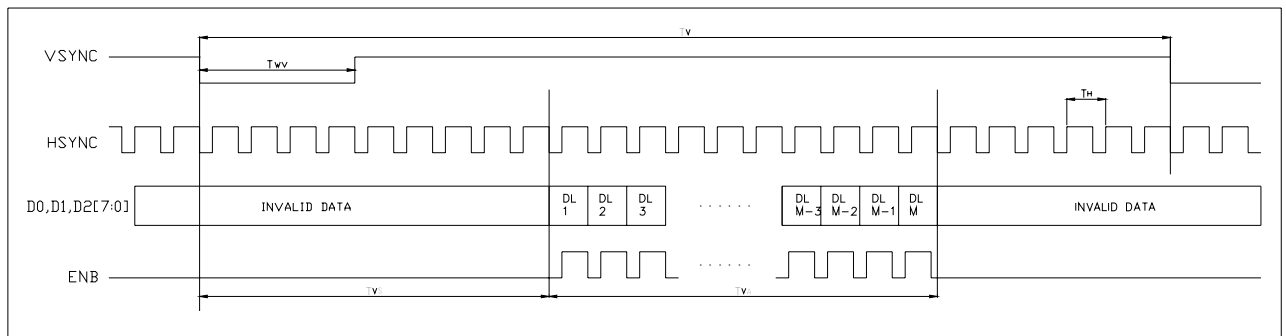 Tv
VSYNC
Twv
TH
HSYNC
D0,D1,D2[7:0]
INVALID DATA
DL 1
DL 2
DL 3
. . . . . .
DL M-3
DL M-2
DL M-1
DL M
INVALID DATA
ENB
. . . . . .
TVS